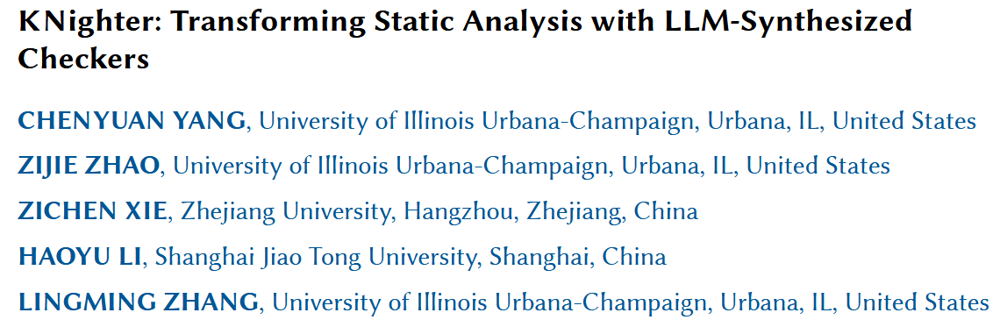 KNighter: Transforming Static Analysis with LLM-Synthesized
Checkers
CHENYUAN YANG, University of Illinois Urbana-Champaign, Urbana, IL, United States
ZIJIE ZHAO, University of Illinois Urbana-Champaign, Urbana, IL, United States
ZICHEN XIE, Zhejiang University, Hangzhou, Zhejiang, China
HAOYU LI, Shanghai Jiao Tong University, Shanghai, China
LINGMING ZHANG, University of Illinois Urbana-Champaign, Urbana, IL, United States